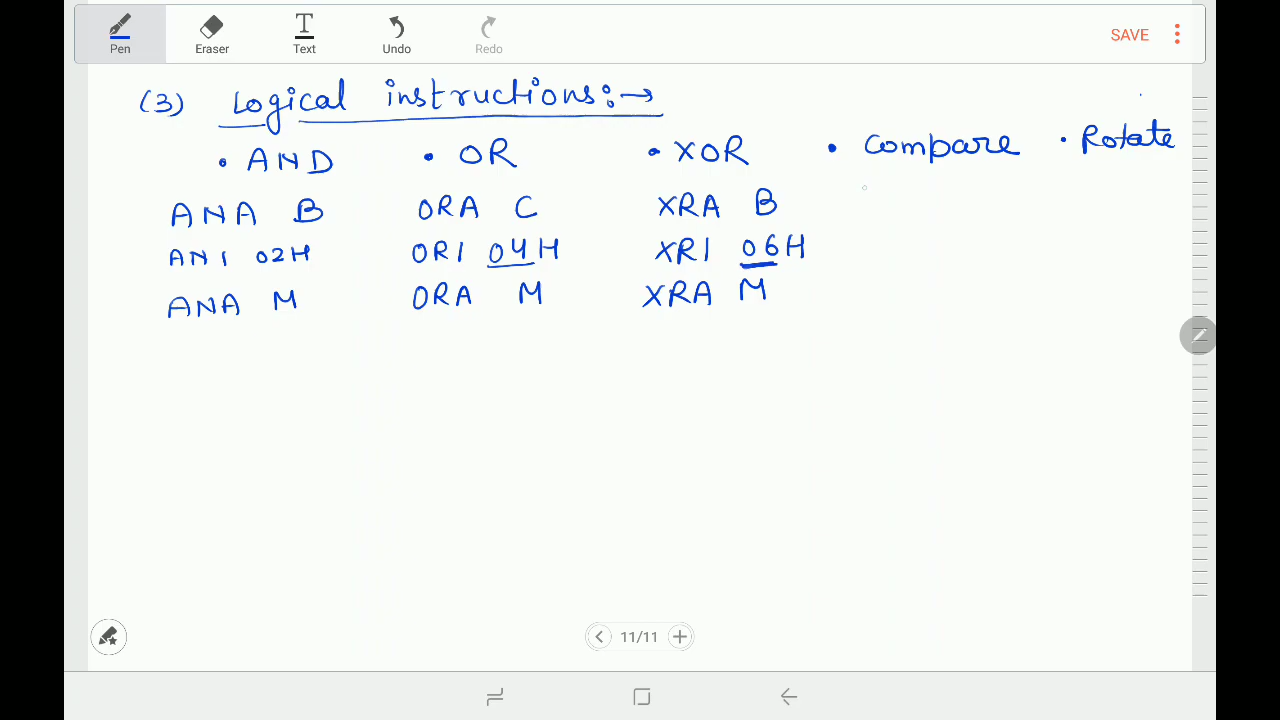 Pen Eraser Text Undo Redo SAVE
(3) Logical instructions:→
• AND • OR • XOR • Compare • Rotate
ANA B ORA C XRA B
ANI 02H ORI 04H XRI 06H
ANA M ORA M XRA M
11/11